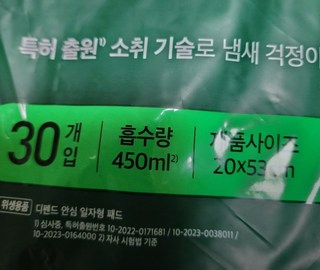 특허 출원¹⁾ 소취 기술로 냄새 걱정이
30개입
흡수량
450ml²⁾
제품사이즈
20x53cm
위생용품 디펜드 안심 일자형 패드
1) 심사중, 특허출원번호 10-2022-0171681 / 10-2023-0038011 /
10-2023-0164000 2) 자사 시험법 기준